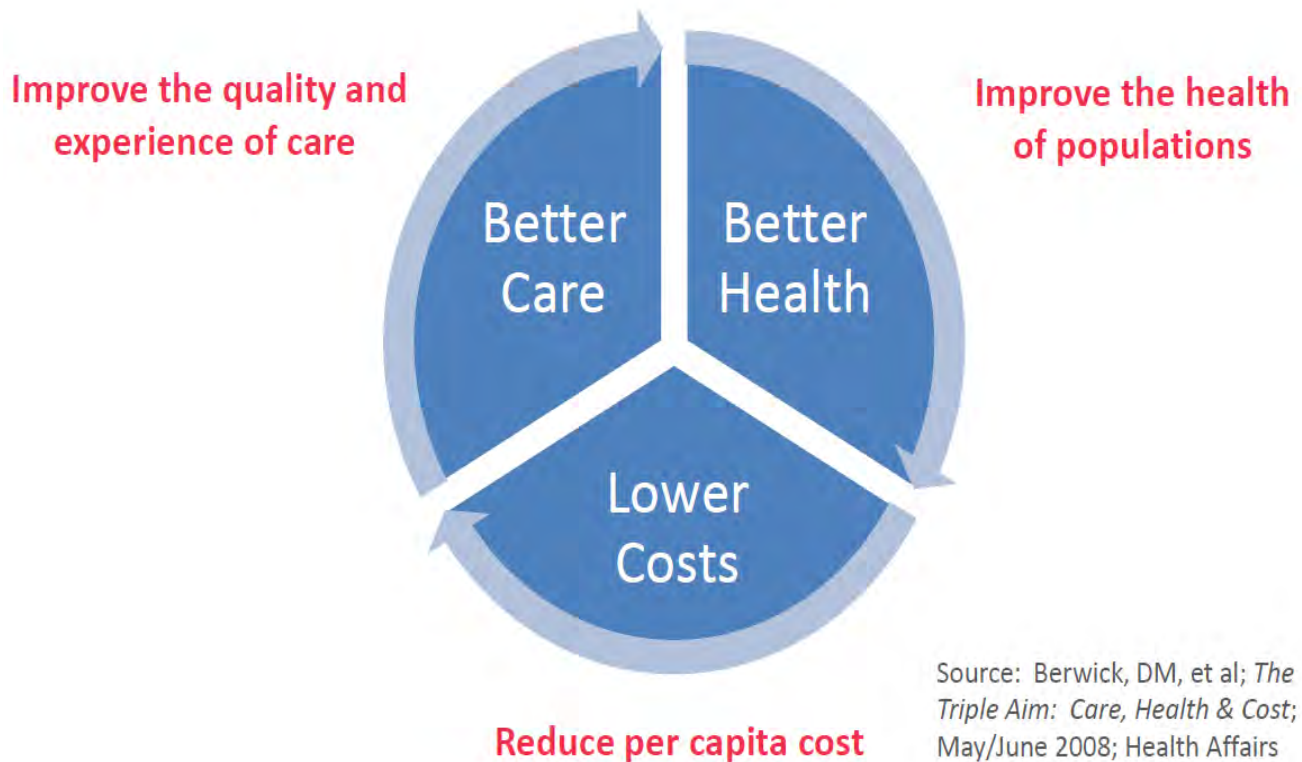 Improve the quality and
experience of care
Improve the health
of populations
Better
Care
Better
Health
Lower
Costs
Reduce per capita cost
Source: Berwick, DM, et al; The
Triple Aim: Care, Health & Cost;
May/June 2008; Health Affairs